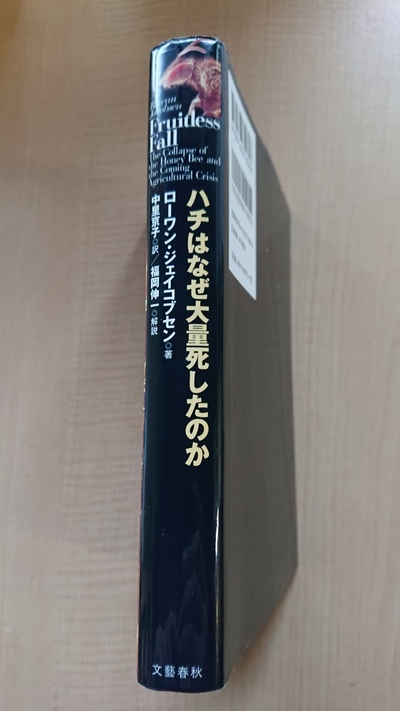 Rowan
Jacobsen
Fruitless
Fall
The Collapse of
the Honey Bee and
the Coming
Agricultural Crisis
ハチはなぜ大量死したのか
ローワン・ジェイコブセン○著
中里京子○訳／福岡伸一○解説
文藝春秋